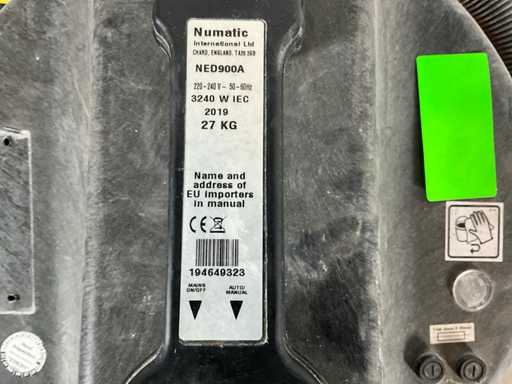 Numatic
International Ltd
CHARD, ENGLAND, TA20 2GB
NED900A
220-240 V~ 50-60Hz
3240 W IEC
2019
27 KG
Name and
address of
EU importers
in manual
CE
194649323
MAINS
ON/OFF
AUTO/
MANUAL